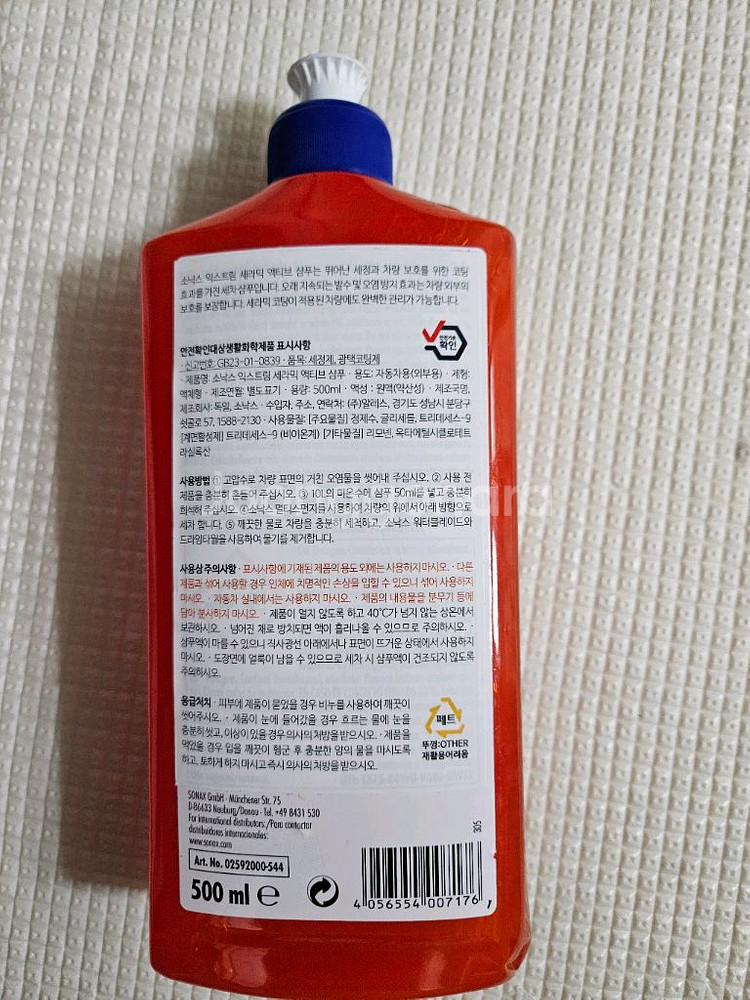 소낙스 익스트림 세라믹 액티브 샴푸는 뛰어난 세정과 차량 보호를 위한 코팅
효과를 가진 세차 샴푸입니다. 오래 지속되는 발수 및 오염 방지 효과는 차량 외부의
보호를 보장합니다. 세라믹 코팅이 적용된 차량에도 완벽한 관리가 가능합니다.
안전기준
확인
안전확인대상생활화학제품 표시사항
· 신고번호: GB23-01-0839 · 품목: 세정제, 광택코팅제
· 제품명: 소낙스 익스트림 세라믹 액티브 샴푸 · 용도: 자동차용(외부용) · 제형:
액체형 · 제조연월: 별도표기 · 용량: 500ml · 액성 : 원액(약산성) · 제조국명,
제조회사: 독일, 소낙스 · 수입자, 주소, 연락처: (주)알레스, 경기도 성남시 분당구
쇳골로 57, 1588-2130 · 사용물질: [주요물질] 정제수, 글리세롤, 트리데세스-9
[계면활성제] 트리데세스-9 (비이온계) [기타물질] 리모넨, 옥타메틸시클로테트
라실록산
사용방법 ① 고압수로 차량 표면의 거친 오염물을 씻어내 주십시오. ② 사용 전
제품을 충분히 흔들어 주십시오. ③ 10L의 미온수에 샴푸 50ml를 넣고 충분히
희석해 주십시오. ④소낙스 멀티스펀지를 사용하여 차량의 위에서 아래 방향으로
세차 합니다. ⑤ 깨끗한 물로 차량을 충분히 세척하고, 소낙스 워터블레이드와
드라잉타월을 사용하여 물기를 제거합니다.
사용상 주의사항 · 표시사항에 기재된 제품의 용도 외에는 사용하지 마시오. · 다른
제품과 섞어 사용할 경우 인체에 치명적인 손상을 입힐 수 있으니 섞어 사용하지
마시오. · 자동차 실내에서는 사용하지 마시오. · 제품의 내용물을 분무기 등에
담아 분사하지 마시오. · 제품이 얼지 않도록 하고 40℃가 넘지 않는 상온에서
보관하시오. · 넘어진 채로 방치되면 액이 흘러나올 수 있으므로 주의하시오. ·
샴푸액이 마를 수 있으니 직사광선 아래에서나 표면이 뜨거운 상태에서 사용하지
마시오. · 도장면에 얼룩이 남을 수 있으므로 세차 시 샴푸액이 건조되지 않도록
주의하시오.
응급처치 · 피부에 제품이 묻었을 경우 비누를 사용하여 깨끗이
씻어주시오. · 제품이 눈에 들어갔을 경우 흐르는 물에 눈을
충분히 씻고, 이상이 있을 경우 의사의 처방을 받으시오. · 제품을
먹었을 경우 입을 깨끗이 헹군 후 충분한 양의 물을 마시도록
하고, 토하게 하지 마시고 즉시 의사의 처방을 받으시오.
페트
뚜껑:OTHER
재활용어려움
SONAX GmbH · Münchener Str. 75
D-86633 Neuburg/Donau · Tel. +49 8431 530
For international distributors:/Para contactar
distribuidores internacionales:
www.sonax.com
305
Art. No. 02592000-544
500 ml ℮
4 056554 007176